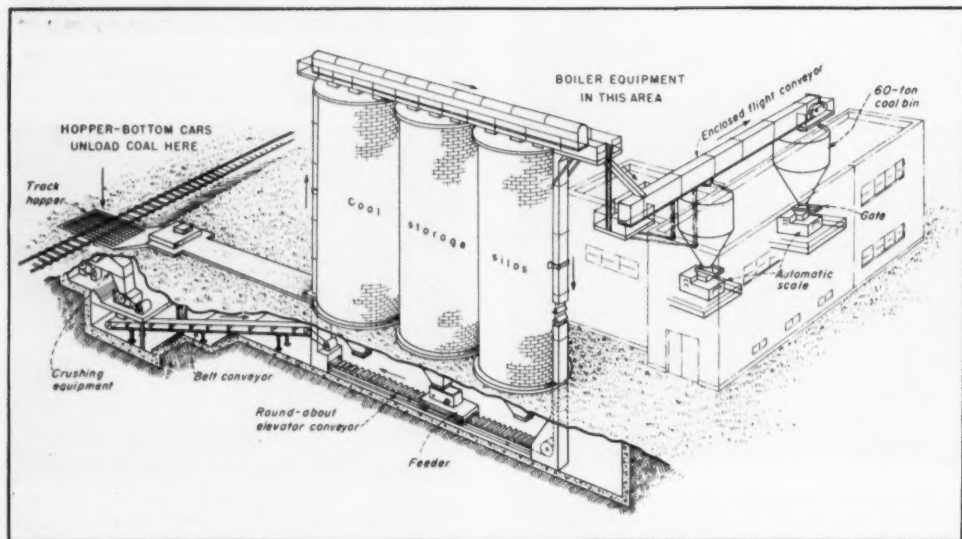 BOILER EQUIPMENT
IN THIS AREA
Enclosed flight conveyor
60-ton
coal bin
HOPPER-BOTTOM CARS
UNLOAD COAL HERE
Track
hopper
Coal
storage
silos
Gate
Automatic
scale
Crushing
equipment
Belt conveyor
Round-about
elevator conveyor
Feeder